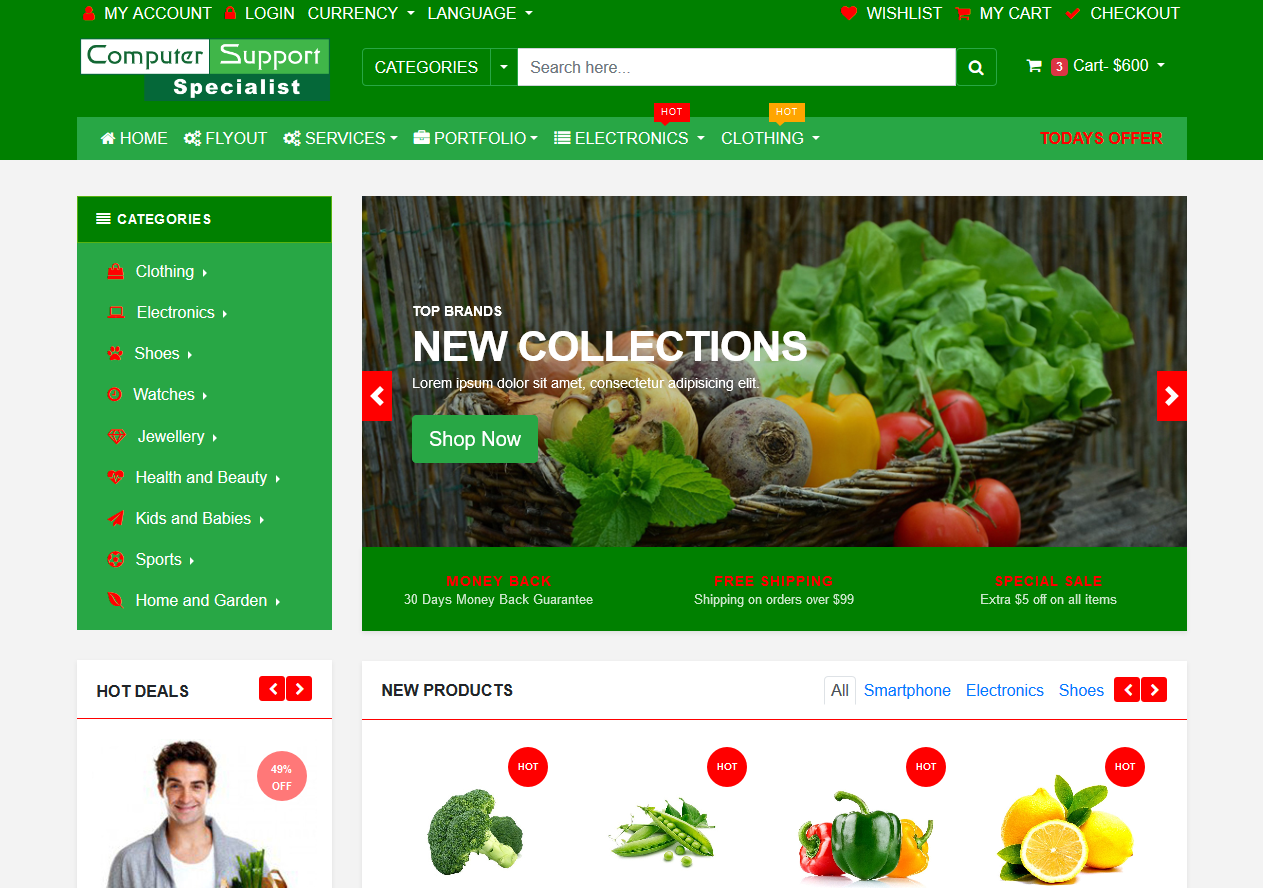 MY ACCOUNT LOGIN CURRENCY LANGUAGE WISHLIST MY CART CHECKOUT
Computer Support
Specialist
CATEGORIES Search here... 3 Cart- $600
HOT HOT
HOME FLYOUT SERVICES PORTFOLIO ELECTRONICS CLOTHING TODAYS OFFER
CATEGORIES
Clothing
Electronics
Shoes
Watches
Jewellery
Health and Beauty
Kids and Babies
Sports
Home and Garden
TOP BRANDS
NEW COLLECTIONS
Lorem ipsum dolor sit amet, consectetur adipisicing elit.
Shop Now
MONEY BACK FREE SHIPPING SPECIAL SALE
30 Days Money Back Guarantee Shipping on orders over $99 Extra $5 off on all items
HOT DEALS
49%
OFF
NEW PRODUCTS All Smartphone Electronics Shoes
HOT HOT HOT HOT